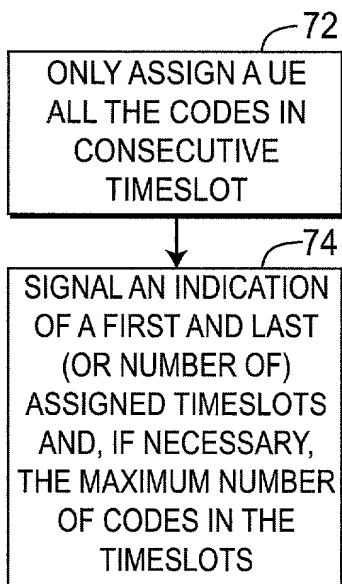 72
ONLY ASSIGN A UE
ALL THE CODES IN
CONSECUTIVE
TIMESLOT
74
SIGNAL AN INDICATION
OF A FIRST AND LAST
(OR NUMBER OF)
ASSIGNED TIMESLOTS
AND, IF NECESSARY,
THE MAXIMUM NUMBER
OF CODES IN THE
TIMESLOTS